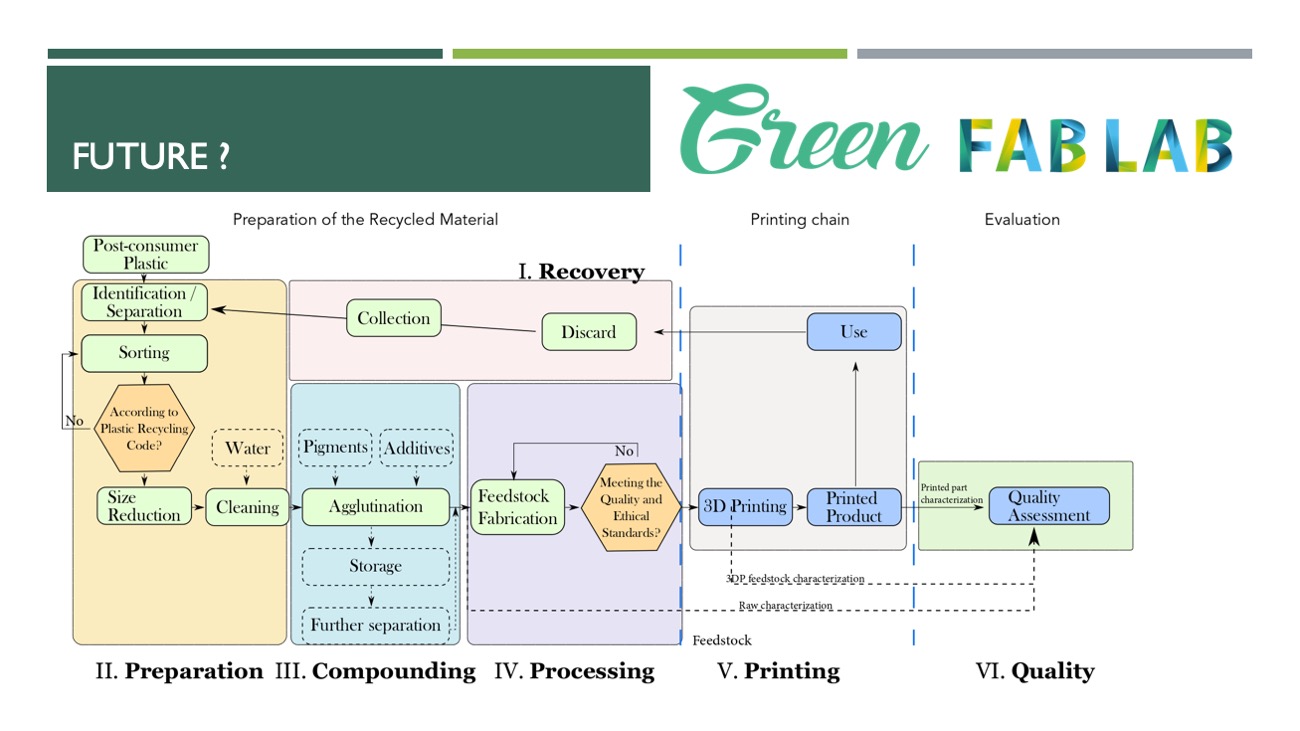 FUTURE ?
Green FAB LAB
Preparation of the Recycled Material
Printing chain
Evaluation
Post-consumer
Plastic
I. Recovery
Identification /
Separation
Collection
Discard
Use
Sorting
According to
Plastic Recycling
Code?
No
Water
Pigments
Additives
No
Meeting the
Quality and
Ethical
Standards?
Size
Reduction
Cleaning
Agglutination
Feedstock
Fabrication
3D Printing
Printed
Product
Printed part
characterization
Quality
Assessment
Storage
Further separation
3DP feedstock characterization
Raw characterization
Feedstock
II. Preparation
III. Compounding
IV. Processing
V. Printing
VI. Quality